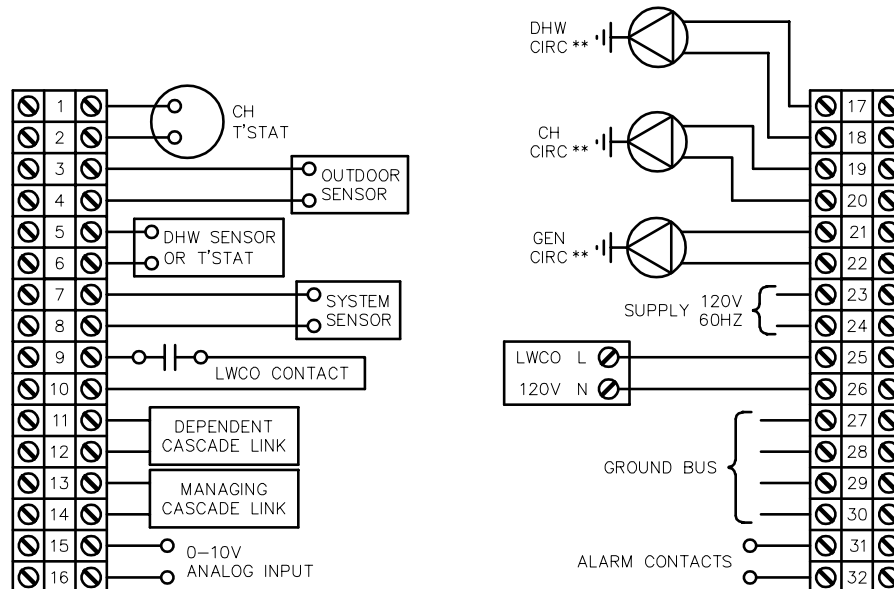 1
2
CH
T'STAT
3
4
OUTDOOR
SENSOR
5
6
DHW SENSOR
OR T'STAT
7
8
SYSTEM
SENSOR
9
10
LWCO CONTACT
11
12
DEPENDENT
CASCADE LINK
13
14
MANAGING
CASCADE LINK
15
16
0-10V
ANALOG INPUT
DHW
CIRC **
17
18
CH
CIRC **
19
20
GEN
CIRC **
21
22
SUPPLY 120V
60HZ
23
24
LWCO L
120V N
25
26
GROUND BUS
27
28
29
30
ALARM CONTACTS
31
32